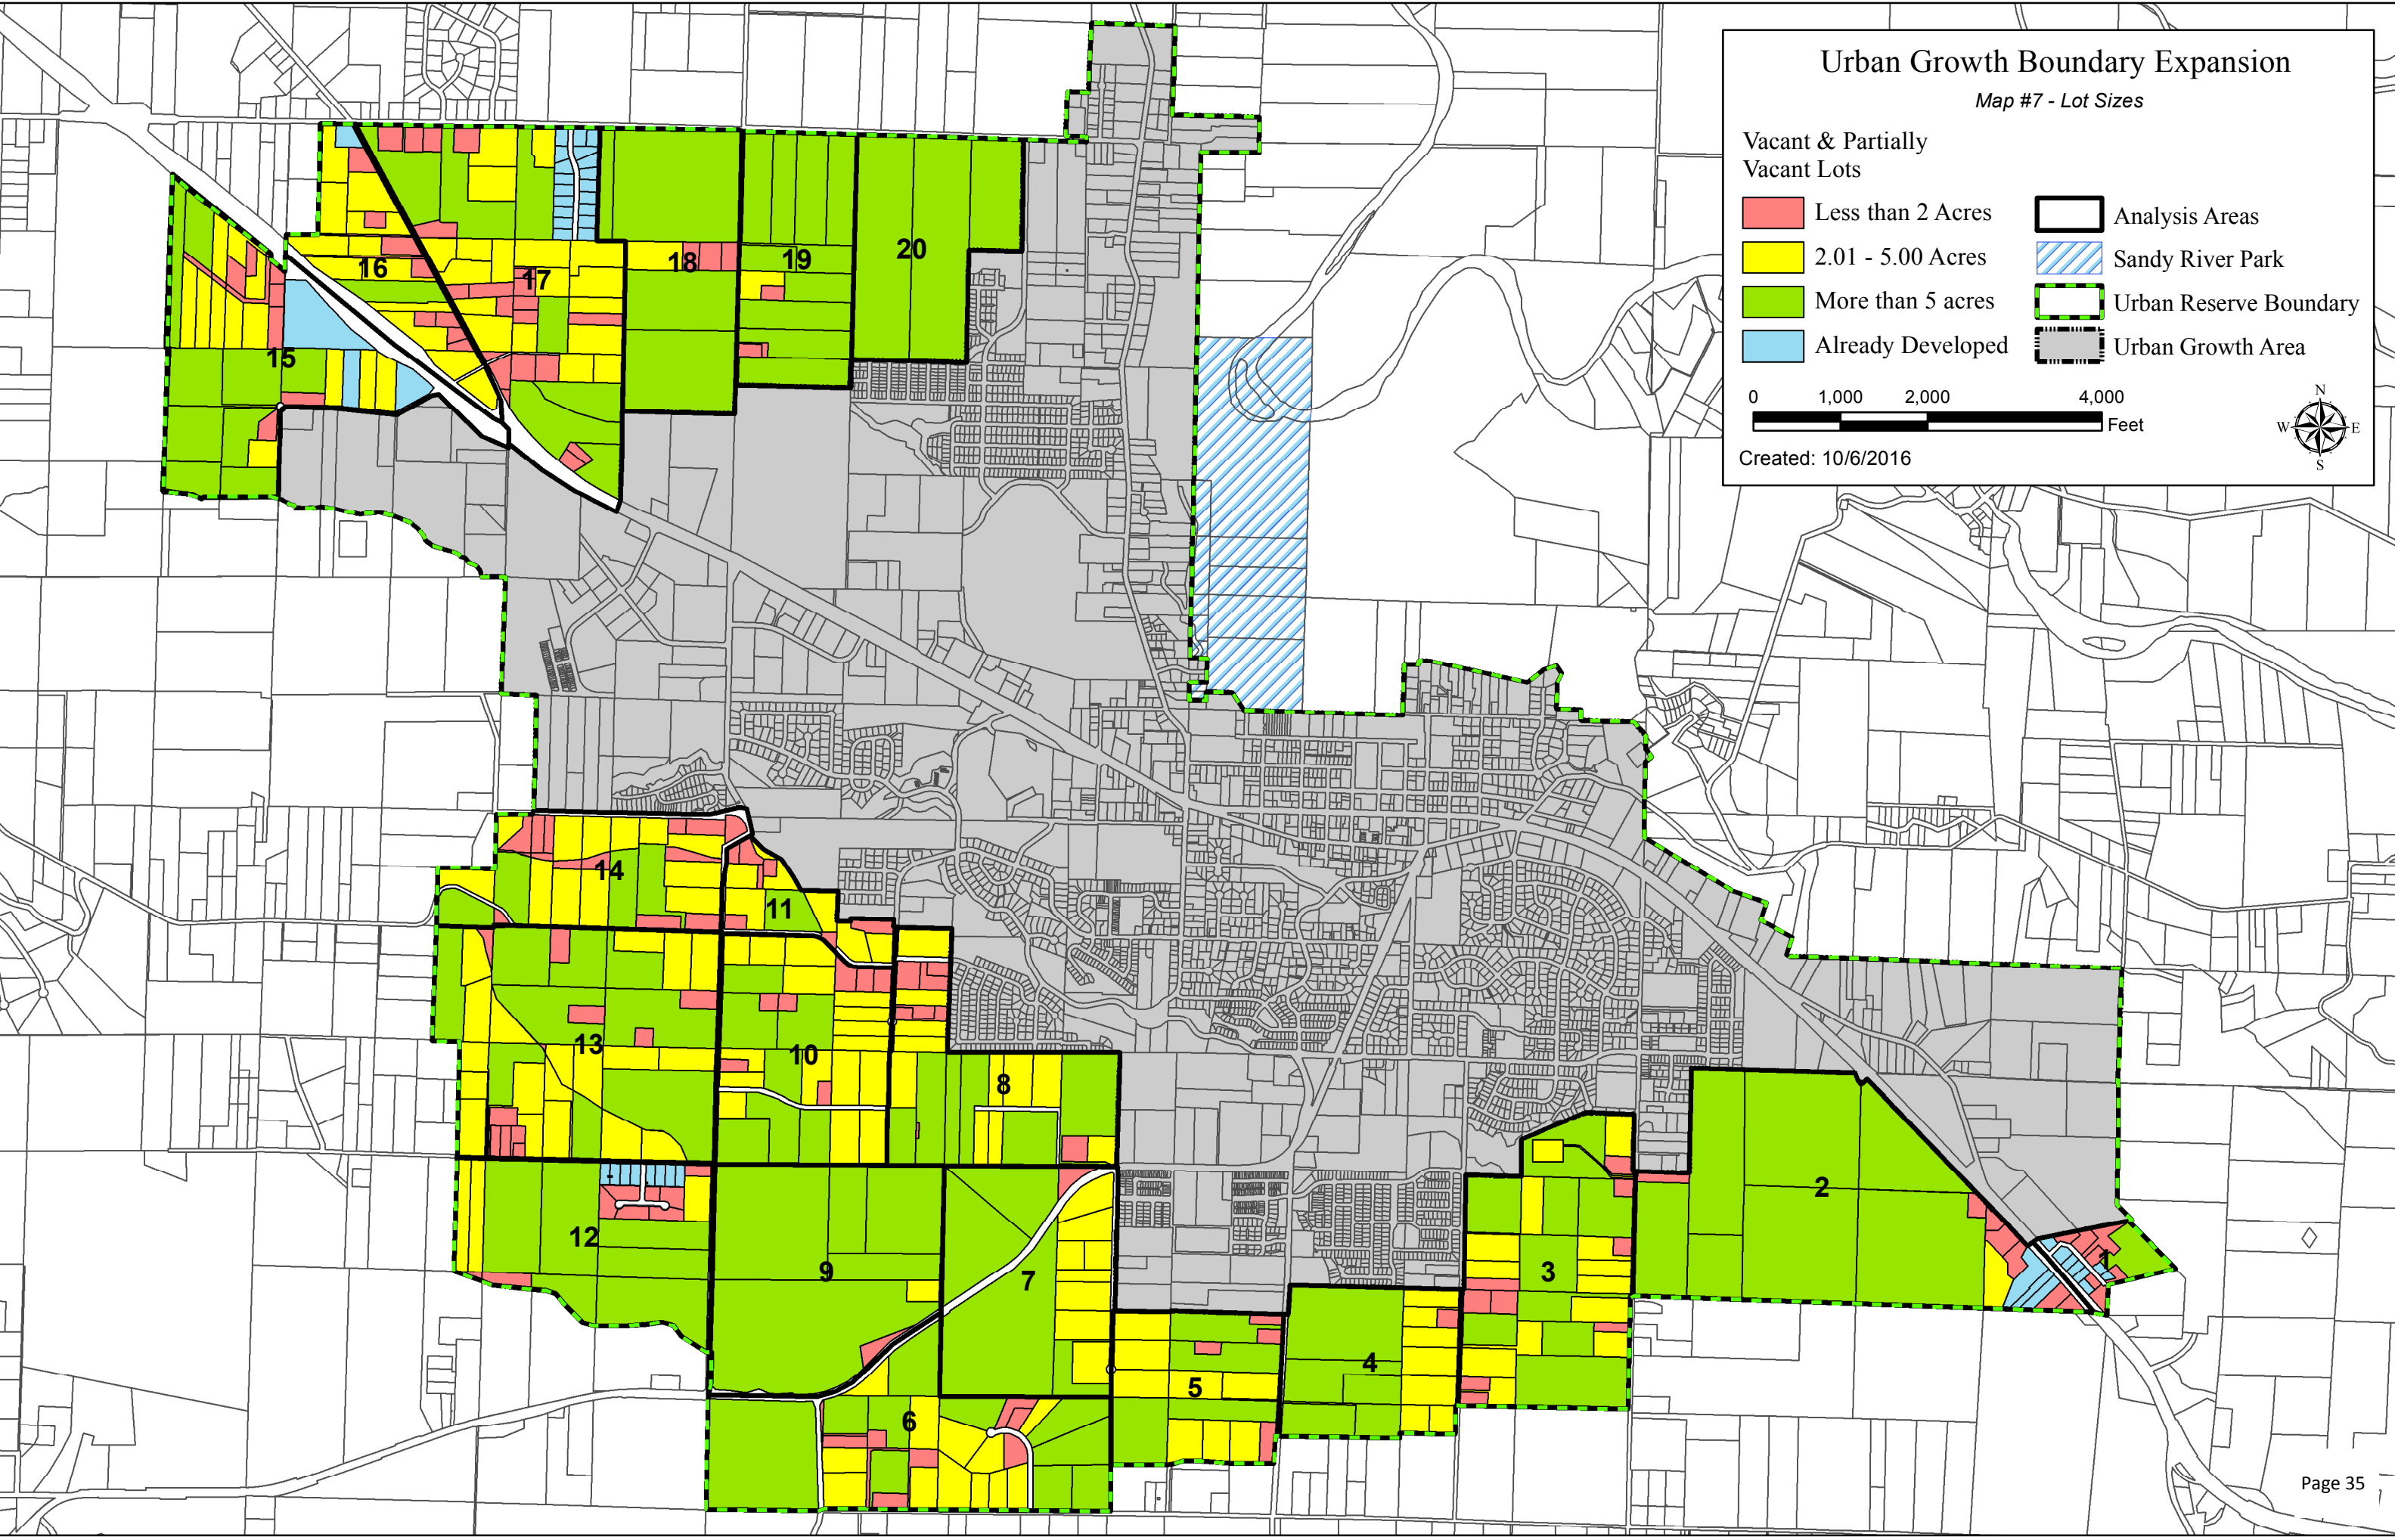 Urban Growth Boundary Expansion
Map #7 - Lot Sizes
Vacant & Partially
Vacant Lots
Less than 2 Acres
2.01 - 5.00 Acres
More than 5 acres
Already Developed
Analysis Areas
Sandy River Park
Urban Reserve Boundary
Urban Growth Area
0 1,000 2,000 4,000
Feet
N
W E
S
Created: 10/6/2016
20
19
18
16
17
15
14
11
13
10
8
2
12
9
7
3
1
4
5
6
Page 35